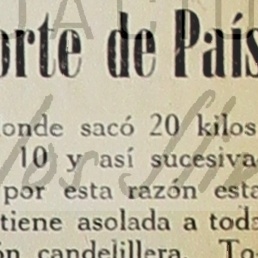 orte de País
onde sacó 20 kilos
10 y así sucesiva-
por esta razón esta
tiene asolada a toda
ón candelillera. To-